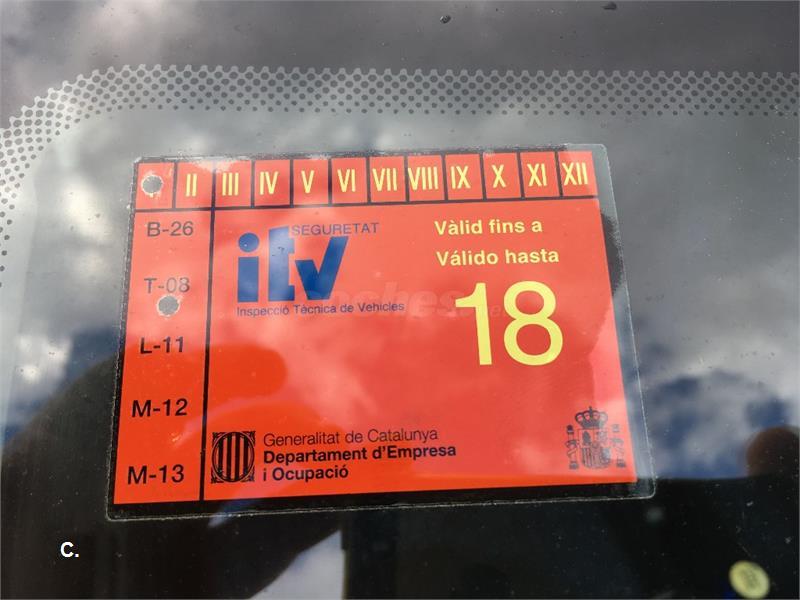 I II III IV V VI VII VIII IX X XI XII
B-26
T-08
L-11
M-12
M-13
SEGURETAT
itv
Inspecció Tècnica de Vehicles
Vàlid fins a
Válido hasta
18
Generalitat de Catalunya
Departament d'Empresa
i Ocupació
C.